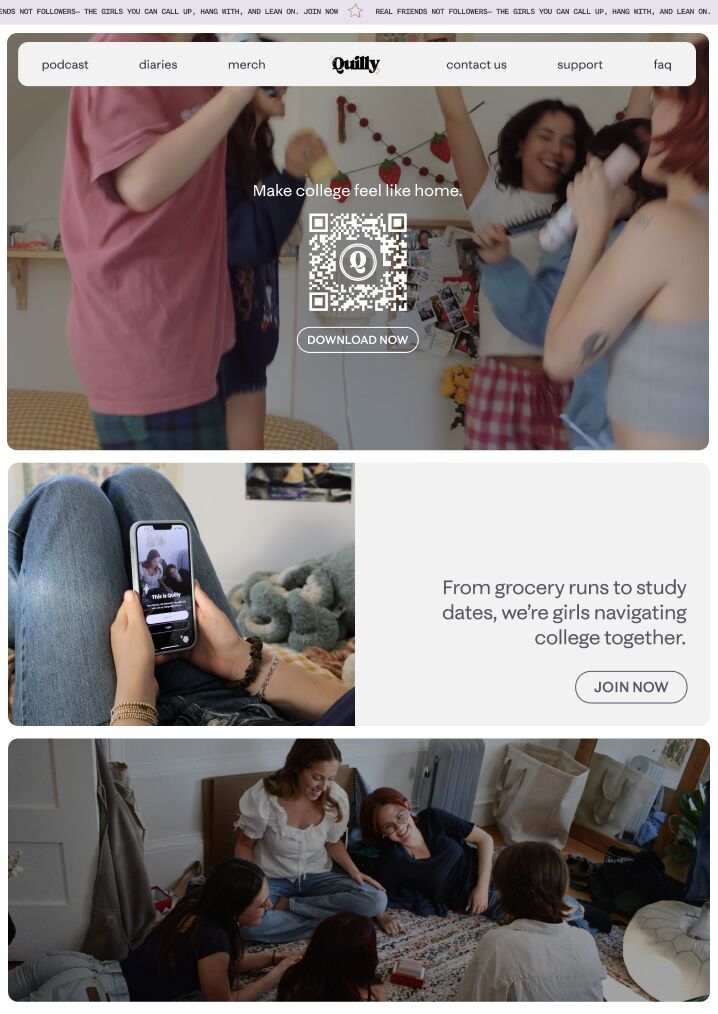 NDS NOT FOLLOWERS— THE GIRLS YOU CAN CALL UP, HANG WITH, AND LEAN ON. JOIN NOW REAL FRIENDS NOT FOLLOWERS— THE GIRLS YOU CAN CALL UP, HANG WITH, AND LEAN ON.
podcast diaries merch Quilly contact us support faq
Make college feel like home.
Q
DOWNLOAD NOW
This is Quilly
From grocery runs to study
dates, we’re girls navigating
college together.
JOIN NOW